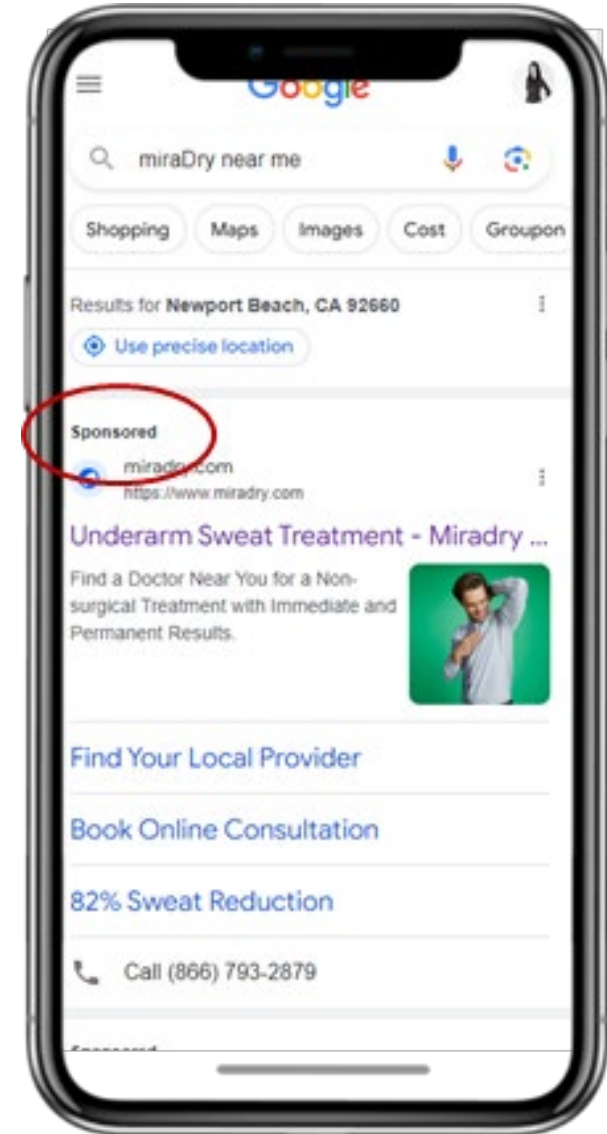 Google
miraDry near me
Shopping Maps Images Cost Groupon
Results for Newport Beach, CA 92660
Use precise location
Sponsored
miradry.com
https://www.miradry.com
Underarm Sweat Treatment - Miradry ...
Find a Doctor Near You for a Non-
surgical Treatment with Immediate and
Permanent Results.
Find Your Local Provider
Book Online Consultation
82% Sweat Reduction
Call (866) 793-2879
Sponsored